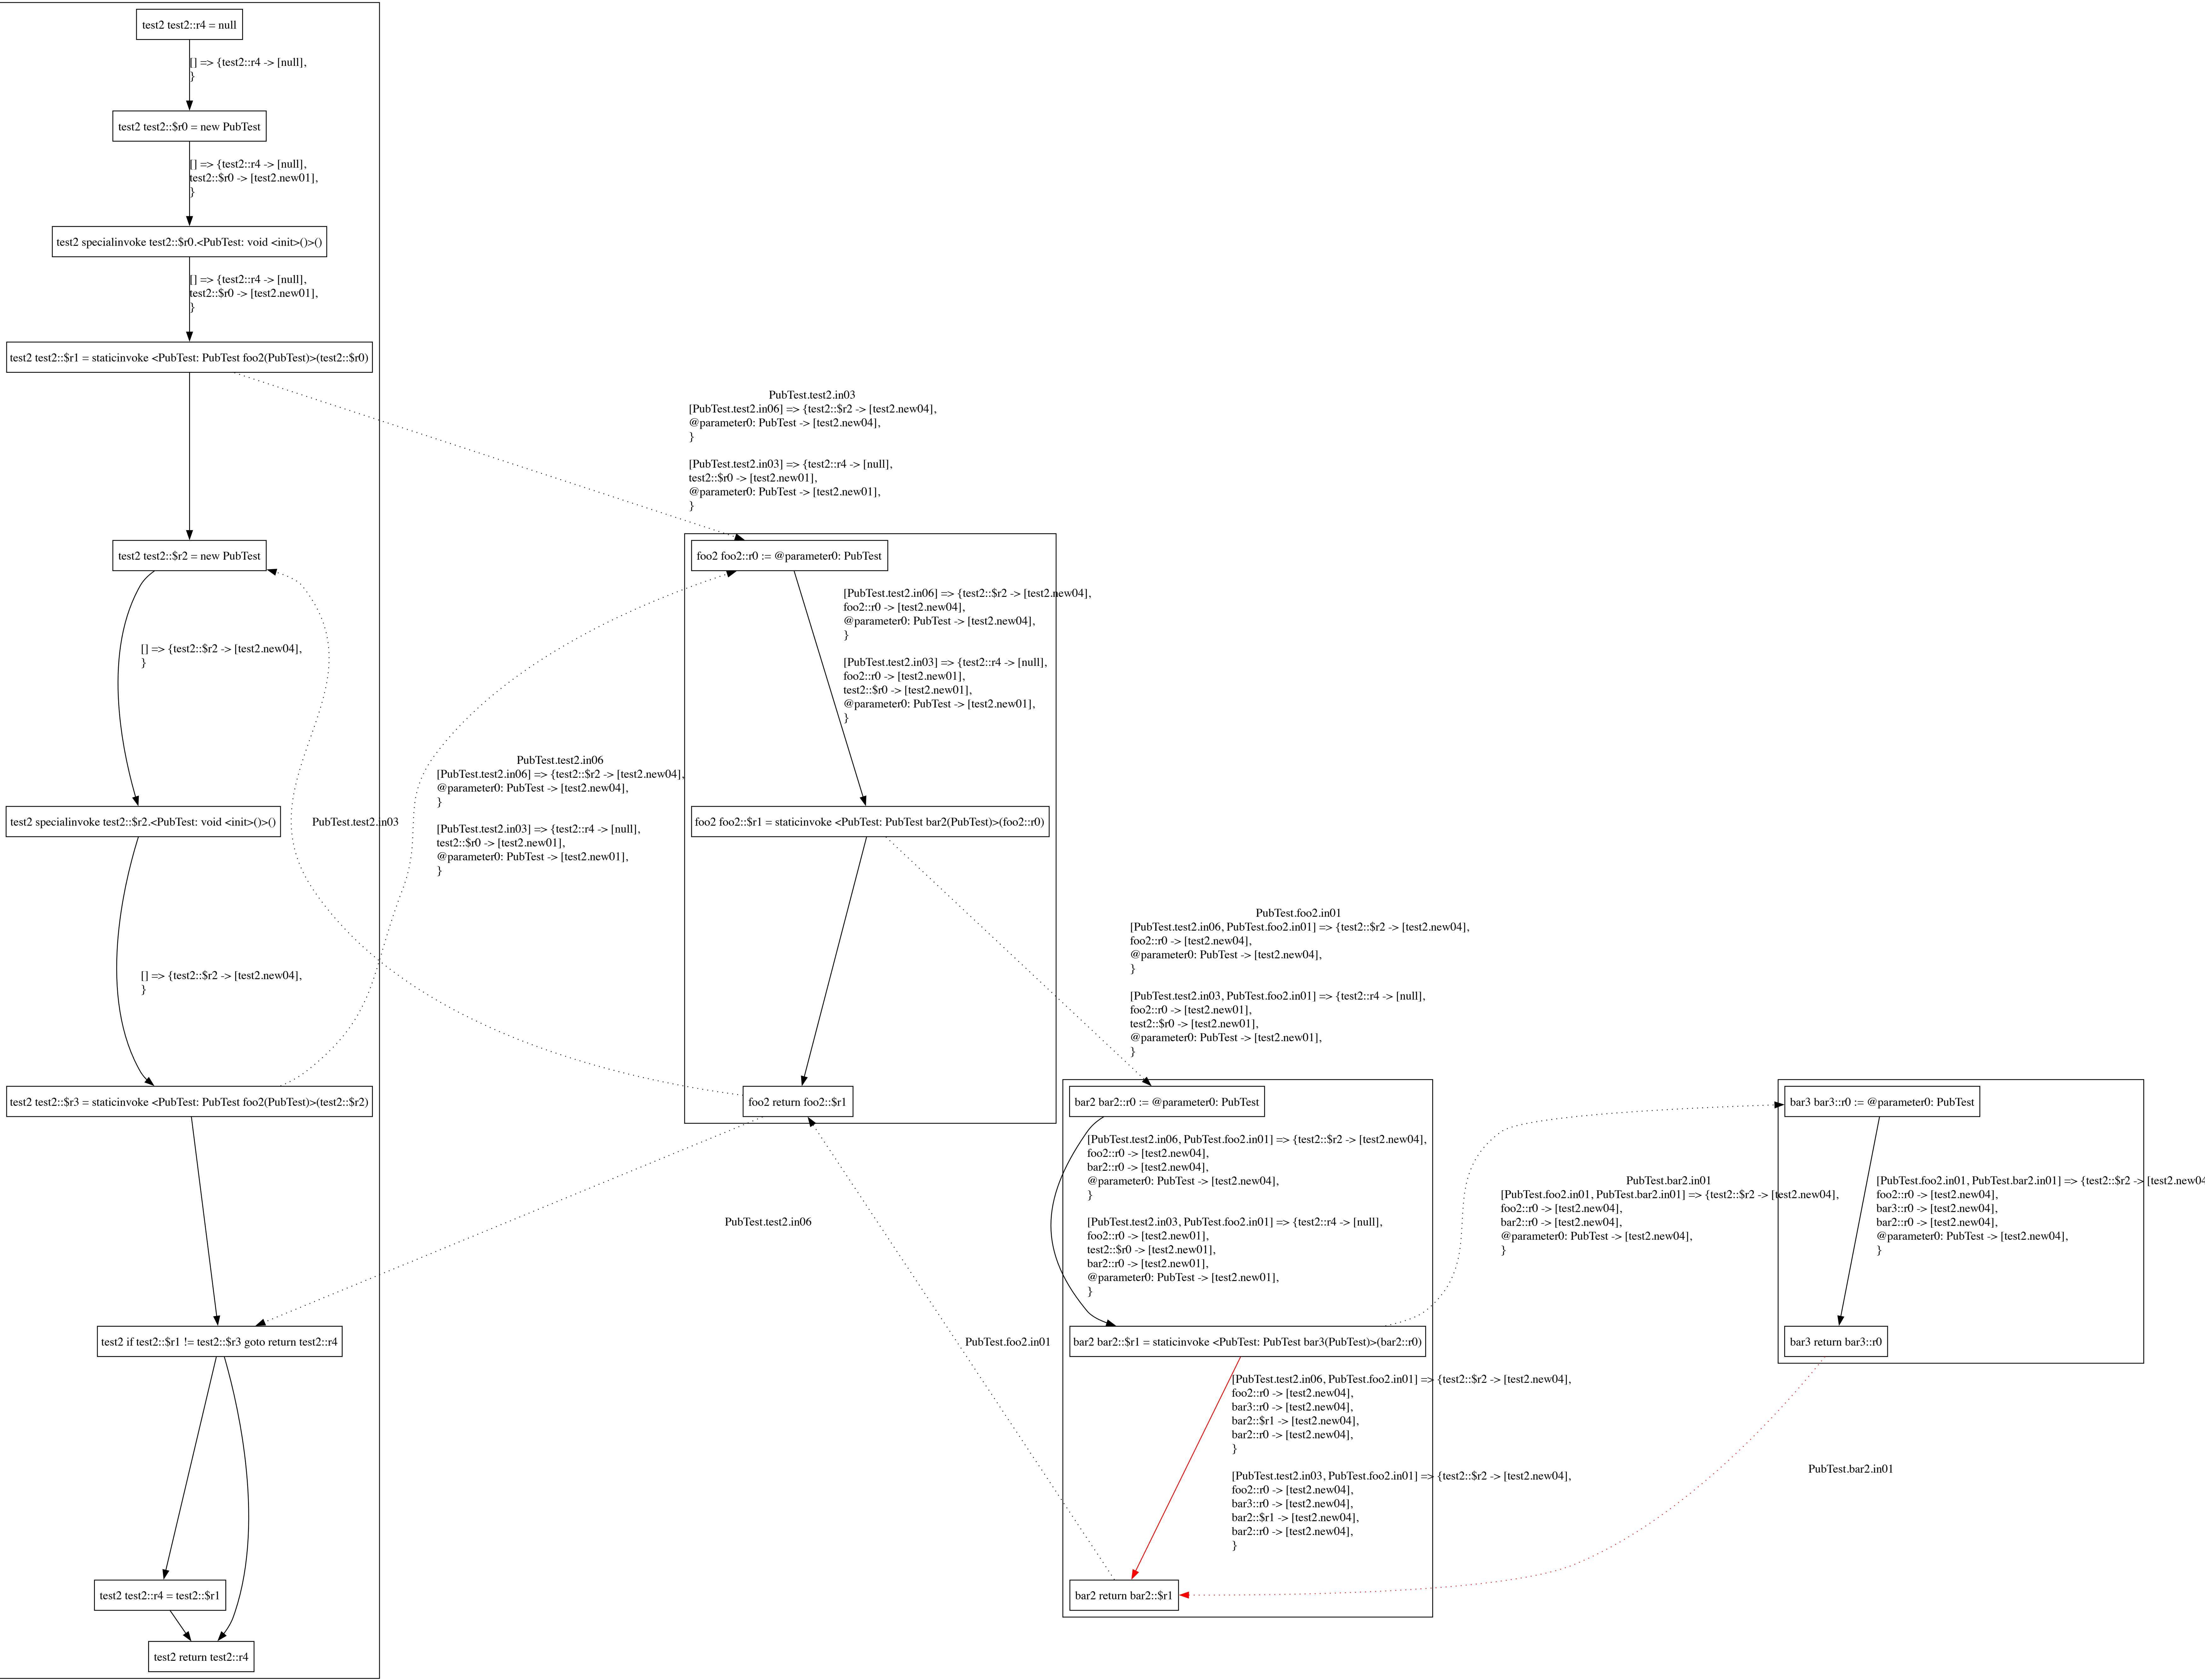 test2 test2::r4 = null
[] => {test2::r4 -> [null],
}
test2 test2::$r0 = new PubTest
[] => {test2::r4 -> [null],
test2::$r0 -> [test2.new01],
}
test2 specialinvoke test2::$r0.<PubTest: void <init>()>()
[] => {test2::r4 -> [null],
test2::$r0 -> [test2.new01],
}
test2 test2::$r1 = staticinvoke <PubTest: PubTest foo2(PubTest)>(test2::$r0)
test2 test2::$r2 = new PubTest
[] => {test2::$r2 -> [test2.new04],
}
test2 specialinvoke test2::$r2.<PubTest: void <init>()>()
[] => {test2::$r2 -> [test2.new04],
}
test2 test2::$r3 = staticinvoke <PubTest: PubTest foo2(PubTest)>(test2::$r2)
test2 if test2::$r1 != test2::$r3 goto return test2::r4
test2 test2::r4 = test2::$r1
test2 return test2::r4
PubTest.test2.in03
PubTest.test2.in06
[PubTest.test2.in06] => {test2::$r2 -> [test2.new04],
@parameter0: PubTest -> [test2.new04],
}
[PubTest.test2.in03] => {test2::r4 -> [null],
test2::$r0 -> [test2.new01],
@parameter0: PubTest -> [test2.new01],
}
PubTest.test2.in03
[PubTest.test2.in06] => {test2::$r2 -> [test2.new04],
@parameter0: PubTest -> [test2.new04],
}
[PubTest.test2.in03] => {test2::r4 -> [null],
test2::$r0 -> [test2.new01],
@parameter0: PubTest -> [test2.new01],
}
foo2 foo2::r0 := @parameter0: PubTest
[PubTest.test2.in06] => {test2::$r2 -> [test2.new04],
foo2::r0 -> [test2.new04],
@parameter0: PubTest -> [test2.new04],
}
[PubTest.test2.in03] => {test2::r4 -> [null],
foo2::r0 -> [test2.new01],
test2::$r0 -> [test2.new01],
@parameter0: PubTest -> [test2.new01],
}
foo2 foo2::$r1 = staticinvoke <PubTest: PubTest bar2(PubTest)>(foo2::r0)
foo2 return foo2::$r1
PubTest.test2.in06
PubTest.foo2.in01
PubTest.foo2.in01
[PubTest.test2.in06, PubTest.foo2.in01] => {test2::$r2 -> [test2.new04],
foo2::r0 -> [test2.new04],
@parameter0: PubTest -> [test2.new04],
}
[PubTest.test2.in03, PubTest.foo2.in01] => {test2::r4 -> [null],
foo2::r0 -> [test2.new01],
test2::$r0 -> [test2.new01],
@parameter0: PubTest -> [test2.new01],
}
bar2 bar2::r0 := @parameter0: PubTest
[PubTest.test2.in06, PubTest.foo2.in01] => {test2::$r2 -> [test2.new04],
foo2::r0 -> [test2.new04],
bar2::r0 -> [test2.new04],
@parameter0: PubTest -> [test2.new04],
}
[PubTest.test2.in03, PubTest.foo2.in01] => {test2::r4 -> [null],
foo2::r0 -> [test2.new01],
test2::$r0 -> [test2.new01],
bar2::r0 -> [test2.new01],
@parameter0: PubTest -> [test2.new01],
}
bar2 bar2::$r1 = staticinvoke <PubTest: PubTest bar3(PubTest)>(bar2::r0)
[PubTest.test2.in06, PubTest.foo2.in01] => {test2::$r2 -> [test2.new04],
foo2::r0 -> [test2.new04],
bar3::r0 -> [test2.new04],
bar2::$r1 -> [test2.new04],
bar2::r0 -> [test2.new04],
}
[PubTest.test2.in03, PubTest.foo2.in01] => {test2::$r2 -> [test2.new04],
foo2::r0 -> [test2.new04],
bar3::r0 -> [test2.new04],
bar2::$r1 -> [test2.new04],
bar2::r0 -> [test2.new04],
}
bar2 return bar2::$r1
PubTest.bar2.in01
[PubTest.foo2.in01, PubTest.bar2.in01] => {test2::$r2 -> [test2.new04],
foo2::r0 -> [test2.new04],
bar2::r0 -> [test2.new04],
@parameter0: PubTest -> [test2.new04],
}
bar3 bar3::r0 := @parameter0: PubTest
[PubTest.foo2.in01, PubTest.bar2.in01] => {test2::$r2 -> [test2.new04
foo2::r0 -> [test2.new04],
bar3::r0 -> [test2.new04],
bar2::r0 -> [test2.new04],
@parameter0: PubTest -> [test2.new04],
}
bar3 return bar3::r0
PubTest.bar2.in01